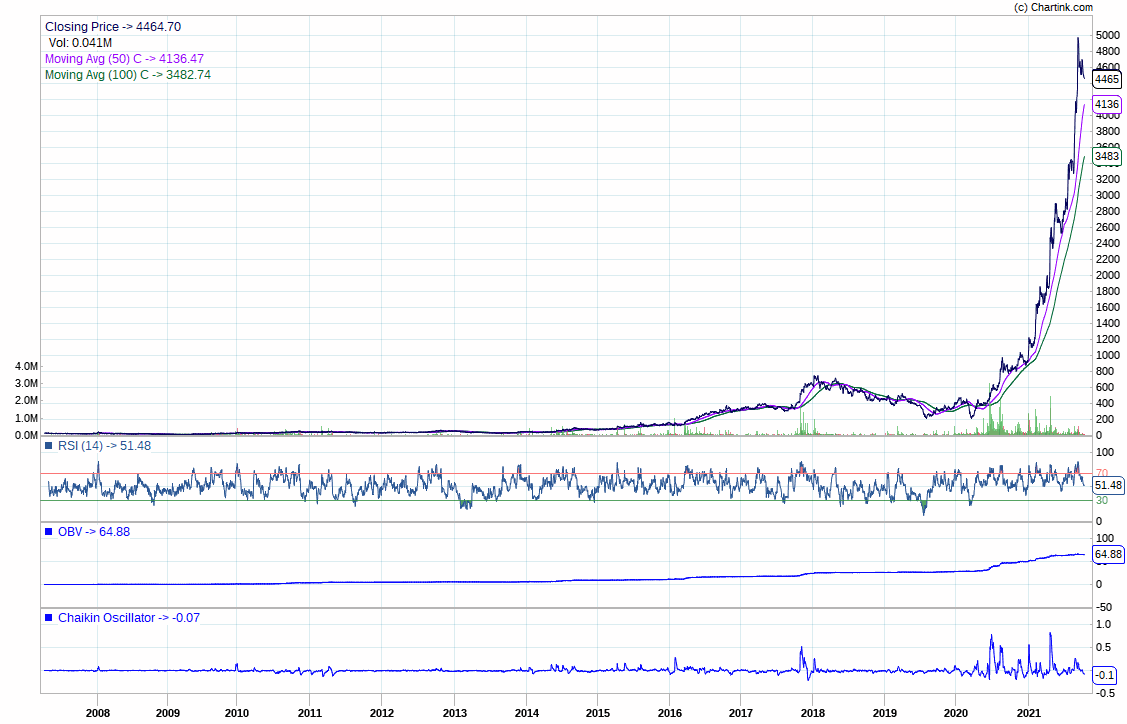 (c) Chartink.com
Closing Price -> 4464.70
Vol: 0.041M
Moving Avg (50) C -> 4136.47
Moving Avg (100) C -> 3482.74
5000
4800
4600
4465
4136
4000
3800
3600
3483
3200
3000
2800
2600
2400
2200
2000
1800
1600
1400
1200
1000
800
600
400
200
0
4.0M
3.0M
2.0M
1.0M
0.0M
RSI (14) -> 51.48
100
70
51.48
30
0
OBV -> 64.88
100
64.88
0
-50
Chaikin Oscillator -> -0.07
1.0
0.5
-0.1
-0.5
2008 2009 2010 2011 2012 2013 2014 2015 2016 2017 2018 2019 2020 2021